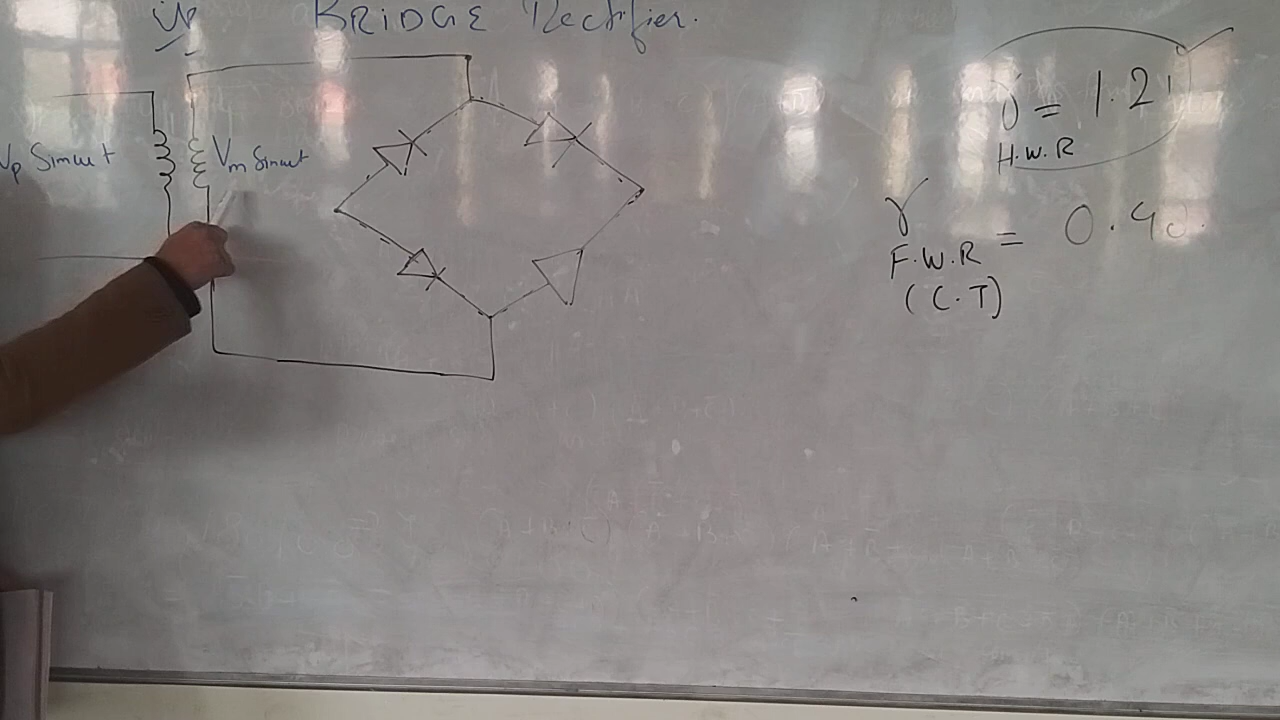 BRIDGE Rectifier.
Vp Sinωt
Vm Sinωt
γ = 1.21
H.W.R
γ = 0.48
F.W.R
(C.T)